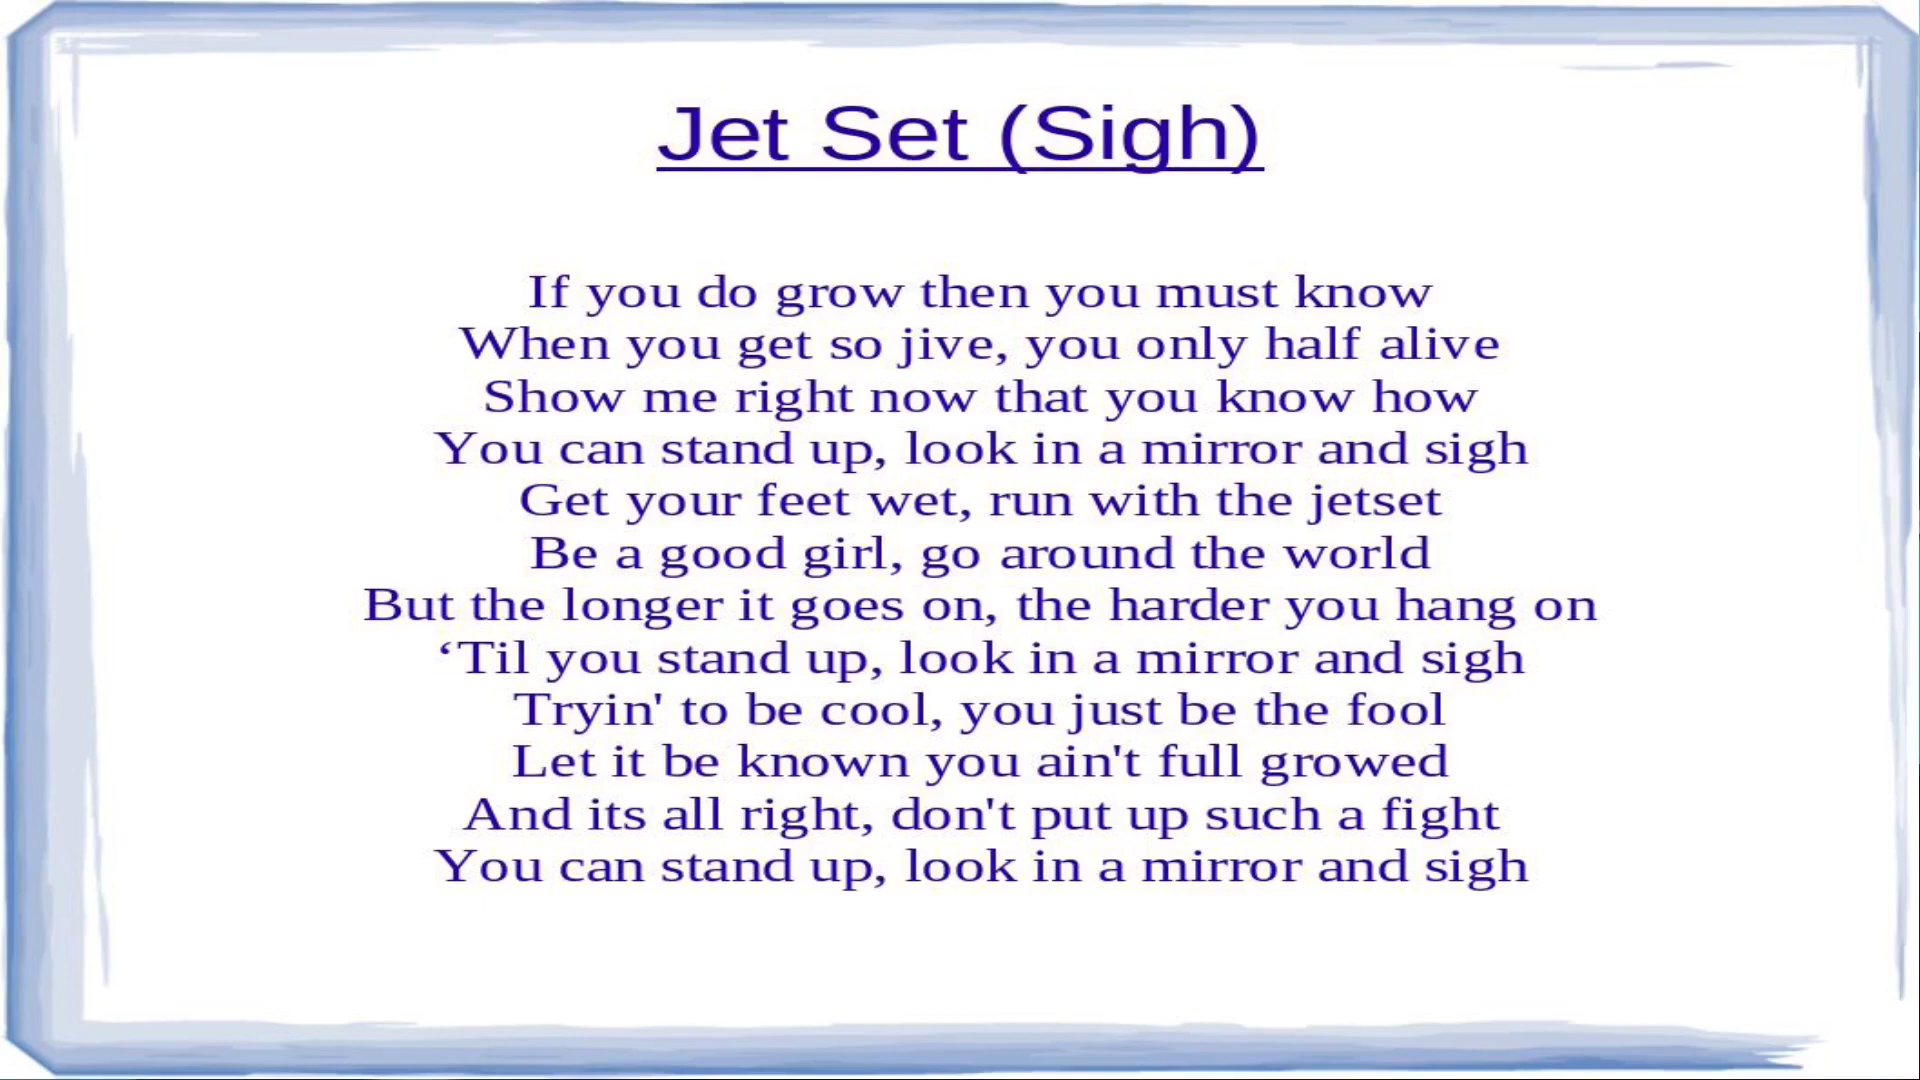 Jet Set (Sigh)
If you do grow then you must know
When you get so jive, you only half alive
Show me right now that you know how
You can stand up, look in a mirror and sigh
Get your feet wet, run with the jetset
Be a good girl, go around the world
But the longer it goes on, the harder you hang on
‘Til you stand up, look in a mirror and sigh
Tryin' to be cool, you just be the fool
Let it be known you ain't full growed
And its all right, don't put up such a fight
You can stand up, look in a mirror and sigh